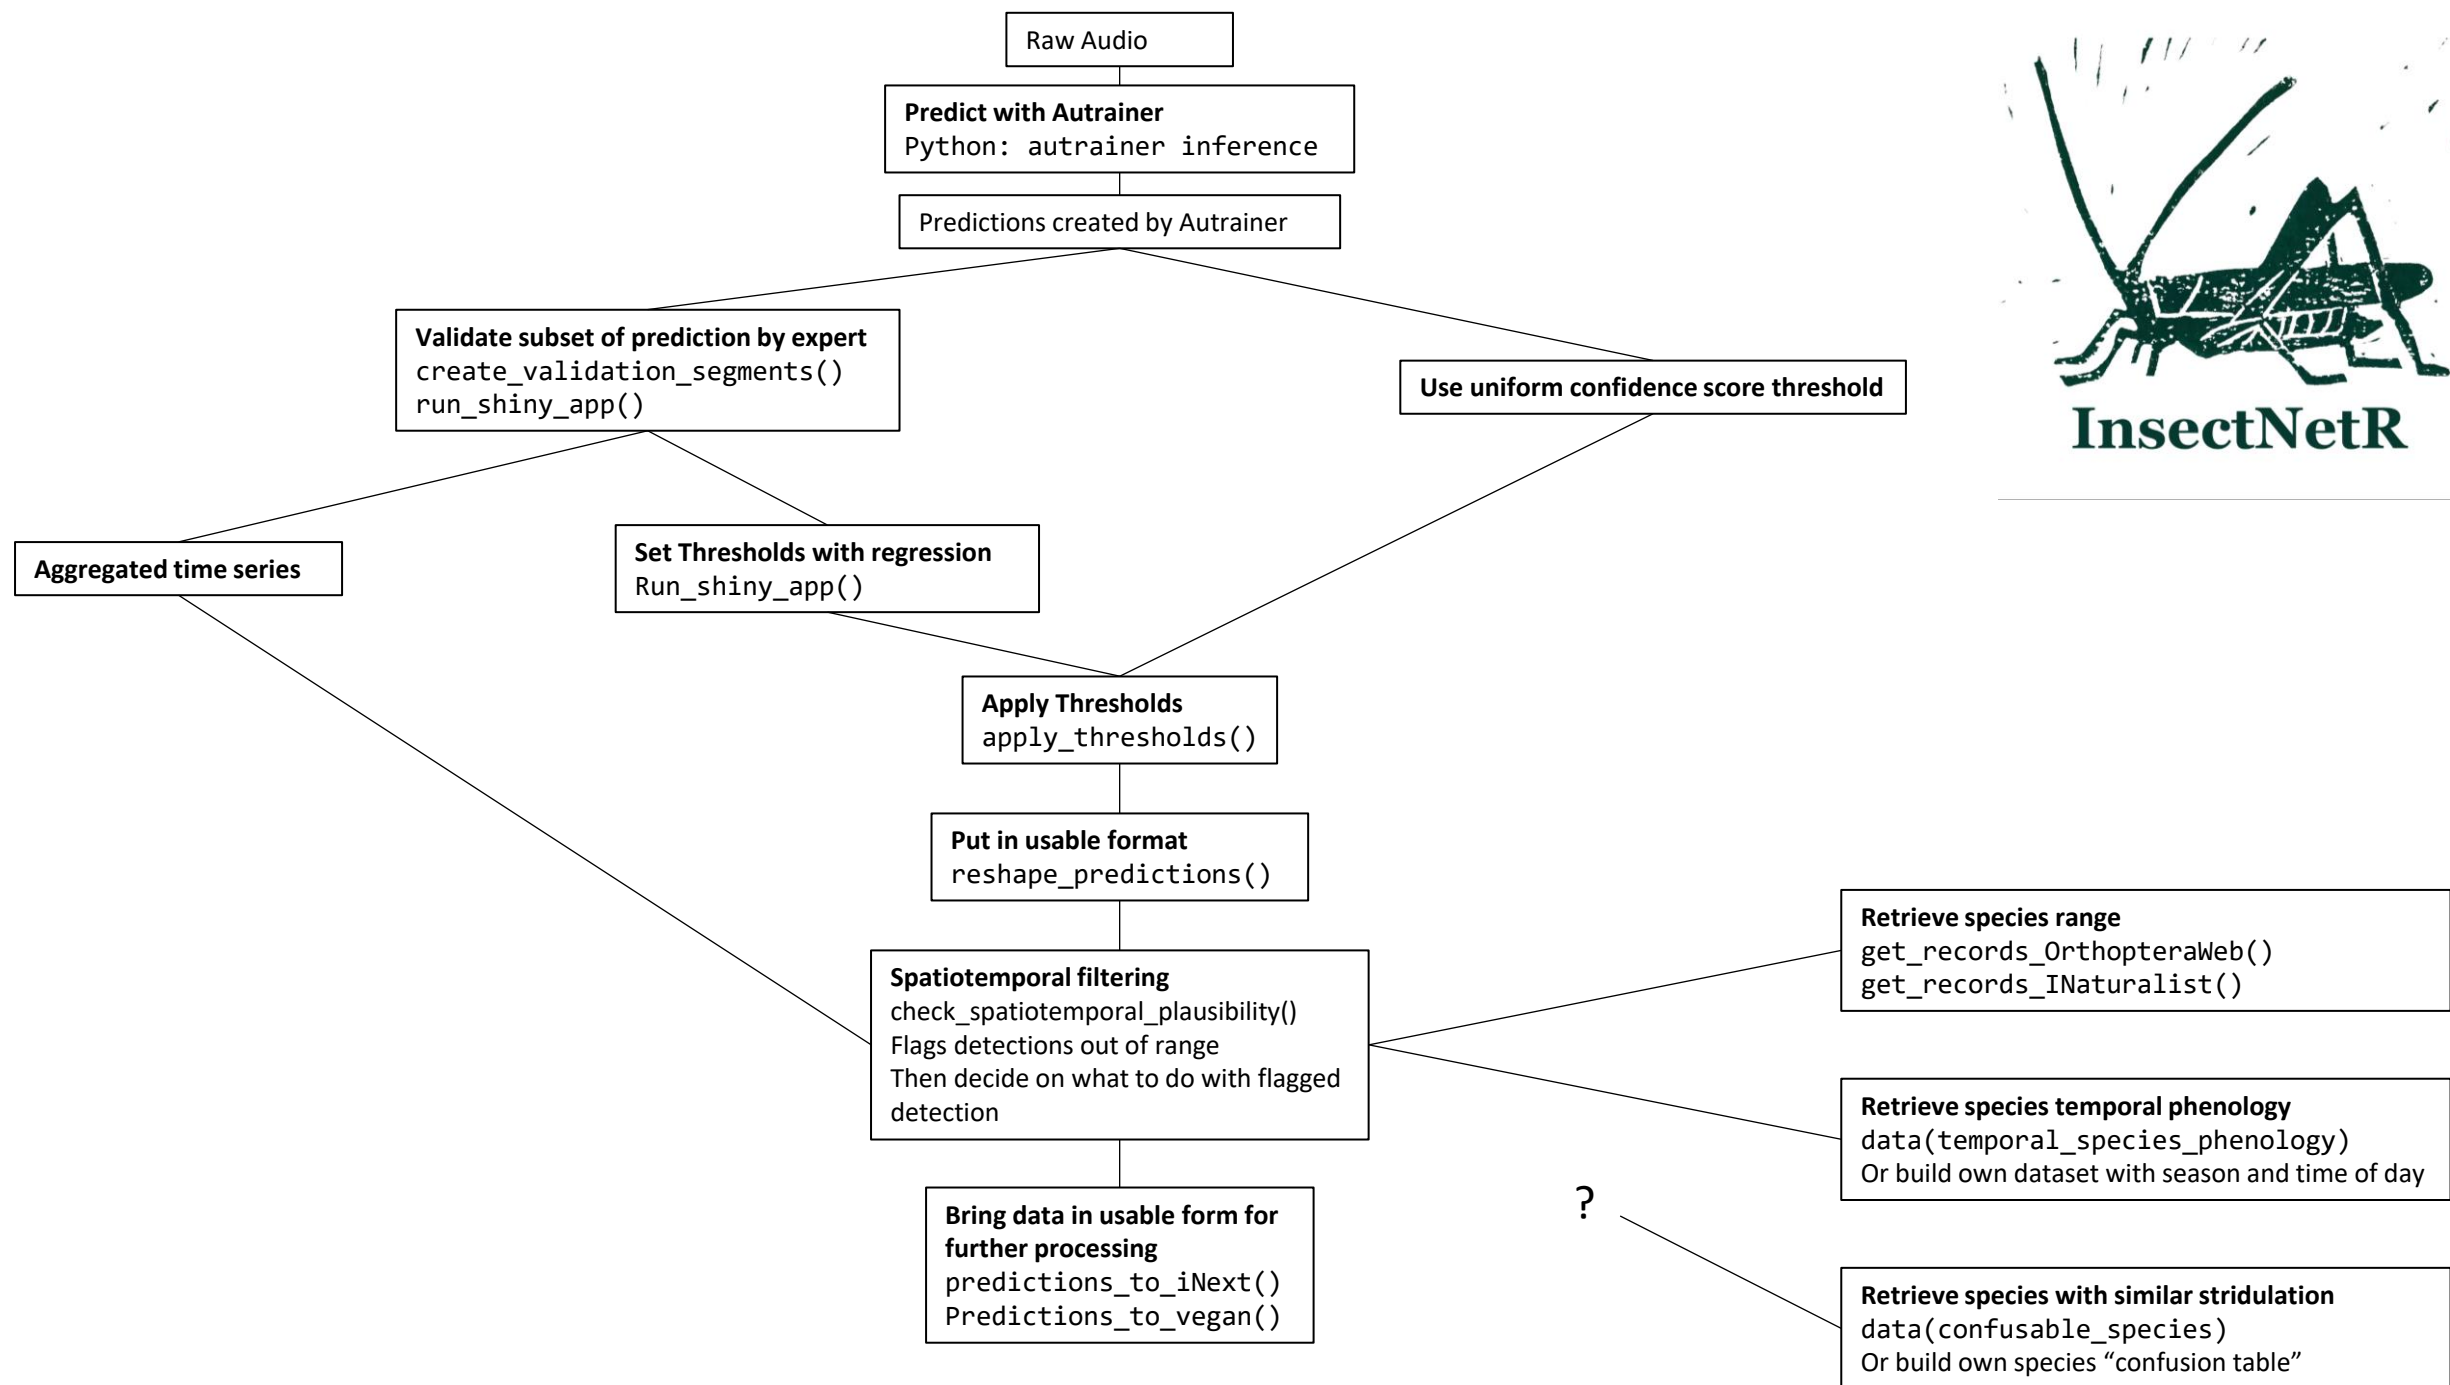 Raw Audio
Predict with Autrainer
Python: autrainer inference
Predictions created by Autrainer
Validate subset of prediction by expert
create_validation_segments()
run_shiny_app()
Use uniform confidence score threshold
InsectNetR
Aggregated time series
Set Thresholds with regression
Run_shiny_app()
Apply Thresholds
apply_thresholds()
Put in usable format
reshape_predictions()
Spatiotemporal filtering
check_spatiotemporal_plausibility()
Flags detections out of range
Then decide on what to do with flagged
detection
Retrieve species range
get_records_OrthopteraWeb()
get_records_INaturalist()
Retrieve species temporal phenology
data(temporal_species_phenology)
Or build own dataset with season and time of day
Bring data in usable form for
further processing
predictions_to_iNext()
Predictions_to_vegan()
?
Retrieve species with similar stridulation
data(confusable_species)
Or build own species “confusion table”